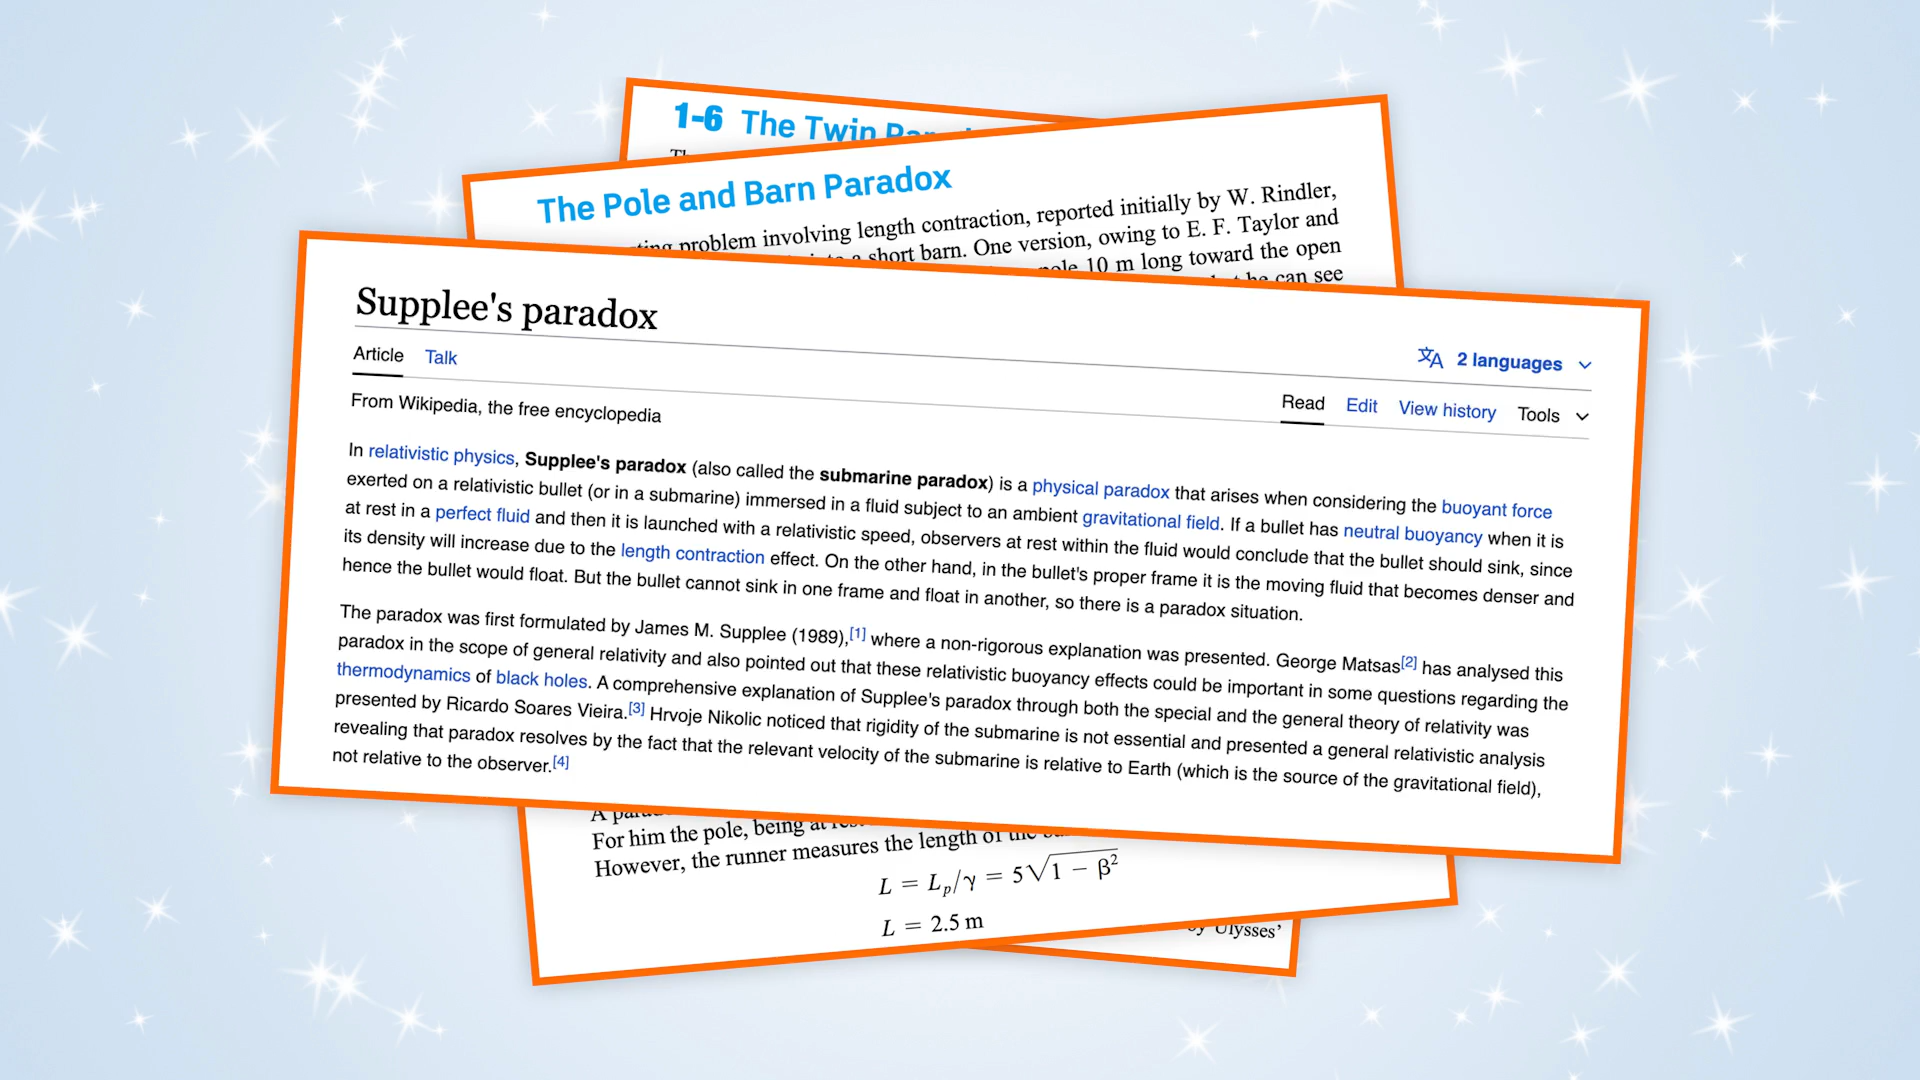 1-6 The Twin
The Pole and Barn Paradox
problem involving length contraction, reported initially by W. Rindler,
a short barn. One version, owing to E. F. Taylor and
pole 10 m long toward the open
he can see
Supplee's paradox
2 languages
Article Talk
Read Edit View history Tools
From Wikipedia, the free encyclopedia
In relativistic physics, Supplee's paradox (also called the submarine paradox) is a physical paradox that arises when considering the buoyant force
exerted on a relativistic bullet (or in a submarine) immersed in a fluid subject to an ambient gravitational field. If a bullet has neutral buoyancy when it is
at rest in a perfect fluid and then it is launched with a relativistic speed, observers at rest within the fluid would conclude that the bullet should sink, since
its density will increase due to the length contraction effect. On the other hand, in the bullet's proper frame it is the moving fluid that becomes denser and
hence the bullet would float. But the bullet cannot sink in one frame and float in another, so there is a paradox situation.
The paradox was first formulated by James M. Supplee (1989),[1] where a non-rigorous explanation was presented. George Matsas[2] has analysed this
paradox in the scope of general relativity and also pointed out that these relativistic buoyancy effects could be important in some questions regarding the
thermodynamics of black holes. A comprehensive explanation of Supplee's paradox through both the special and the general theory of relativity was
presented by Ricardo Soares Vieira.[3] Hrvoje Nikolic noticed that rigidity of the submarine is not essential and presented a general relativistic analysis
revealing that paradox resolves by the fact that the relevant velocity of the submarine is relative to Earth (which is the source of the gravitational field),
not relative to the observer.[4]
A
For him the pole, being at
However, the runner measures the length of the
L = Lp/γ = 5√1 − β²
L = 2.5 m
by Ulysses'